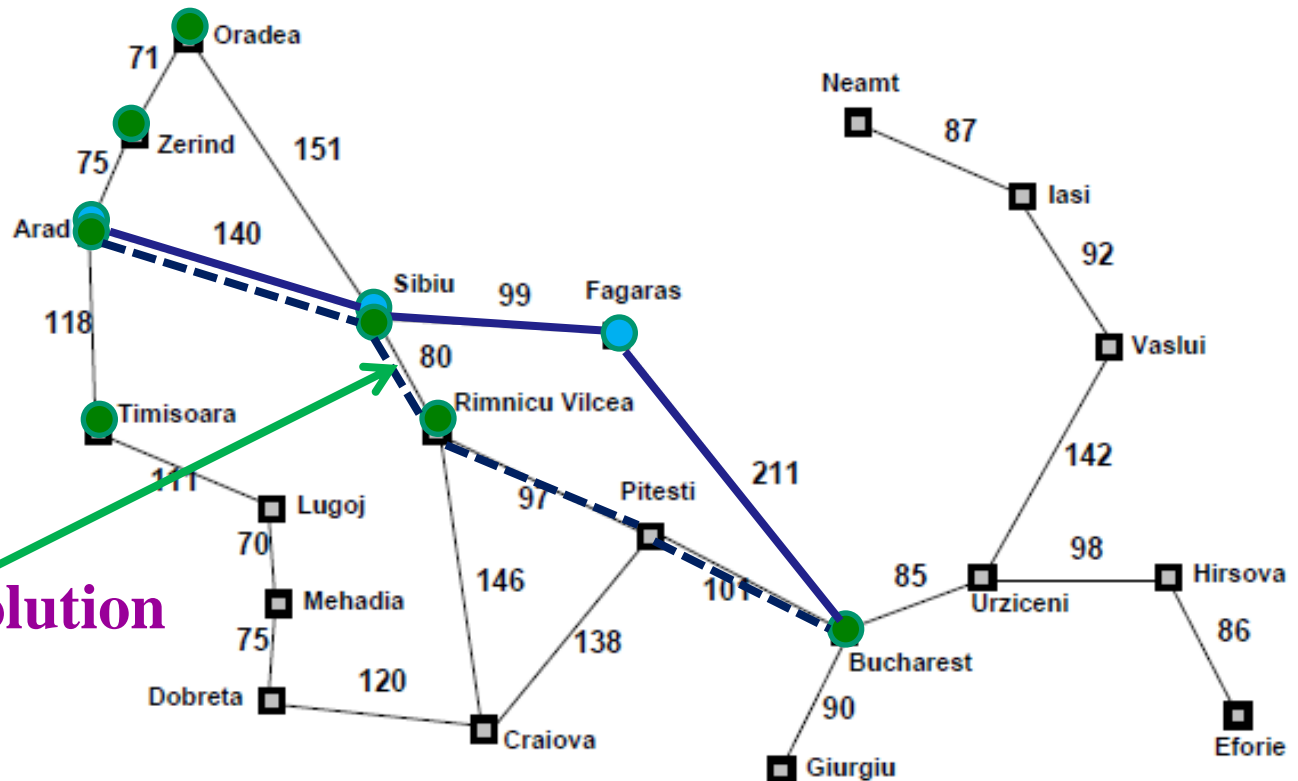 Oradea
71
Neamt
87
Zerind
151
75
Iasi
Arad
140
92
Sibiu
99
Fagaras
118
80
Vaslui
Timisoara
Rimnicu Vilcea
142
111
211
97
Pitesti
Lugoj
70
98
146
101
85
Hirsova
Mehadia
Urziceni
olution
75
138
86
Bucharest
120
Dobreta
90
Craiova
Eforie
Giurgiu